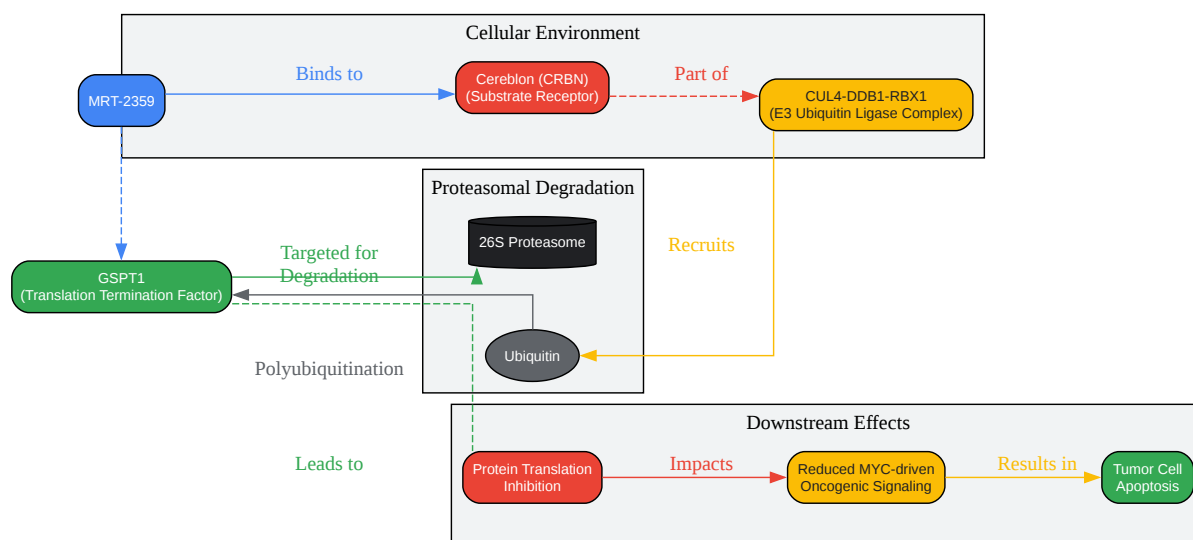 Cellular Environment
MRT-2359
Binds to
Cereblon (CRBN)
(Substrate Receptor)
Part of
CUL4-DDB1-RBX1
(E3 Ubiquitin Ligase Complex)
Proteasomal Degradation
26S Proteasome
Recruits
Targeted for
Degradation
GSPT1
(Translation Termination Factor)
Ubiquitin
Polyubiquitination
Downstream Effects
Leads to
Protein Translation
Inhibition
Impacts
Reduced MYC-driven
Oncogenic Signaling
Results in
Tumor Cell
Apoptosis